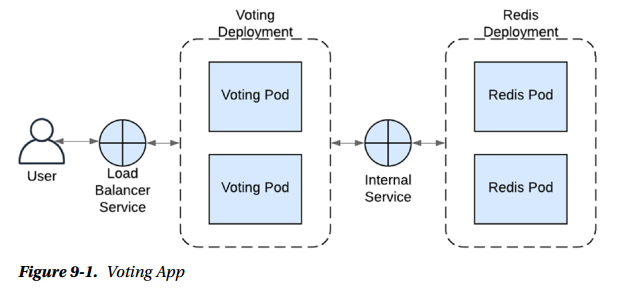 Voting
Deployment
Redis
Deployment
Voting Pod
Redis Pod
User
Load
Balancer
Service
Voting Pod
Internal
Service
Redis Pod
Figure 9-1. Voting App